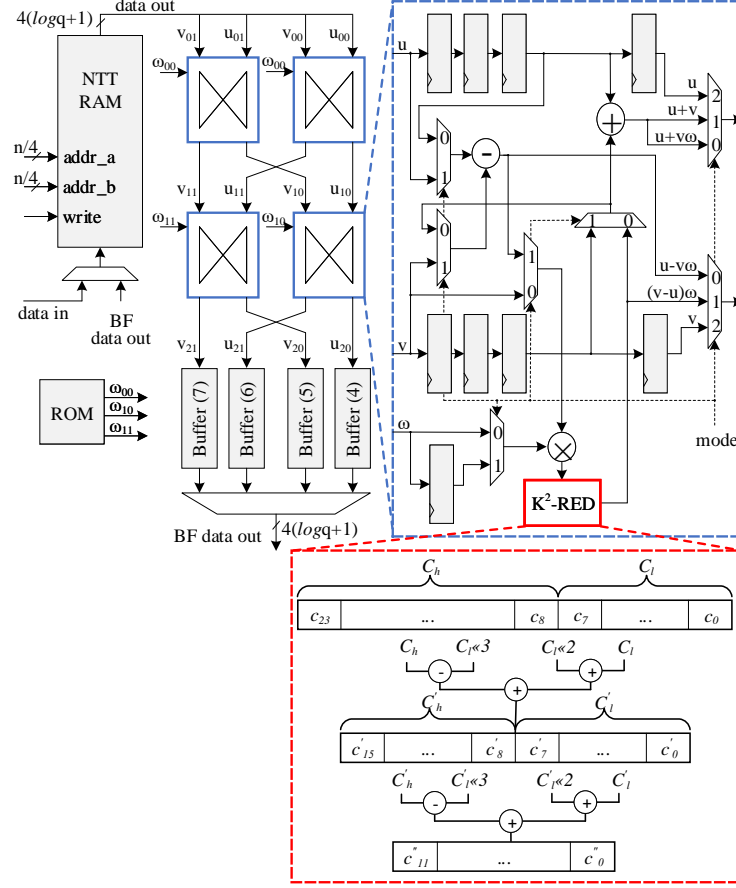 4(logq+1)
data out
v01 u01 v00 u00
ω00 ω00
NTT
RAM
n/4 addr_a
n/4 addr_b
write
v11 u11 v10 u10
ω11 ω10
data in
BF
data out
v21 u21 v20 u20
ROM
ω00
ω10
ω11
Buffer (7)
Buffer (6)
Buffer (5)
Buffer (4)
BF data out
4(logq+1)
u
u
2
u+v
1
u+vω
0
+
0
1
-
0
1
1 0
1
0
u-vω
0
(v-u)ω
1
v
2
v
ω
0
1
×
mode
K²-RED
Ch Cl
c23 ... c8 c7 ... c0
Ch Cl«3 Cl«2 Cl
- +
+
C'h C'l
c'15 ... c'8 c'7 ... c'0
C'h C'l«3 C'l«2 C'l
- +
+
c"11 ... c"0